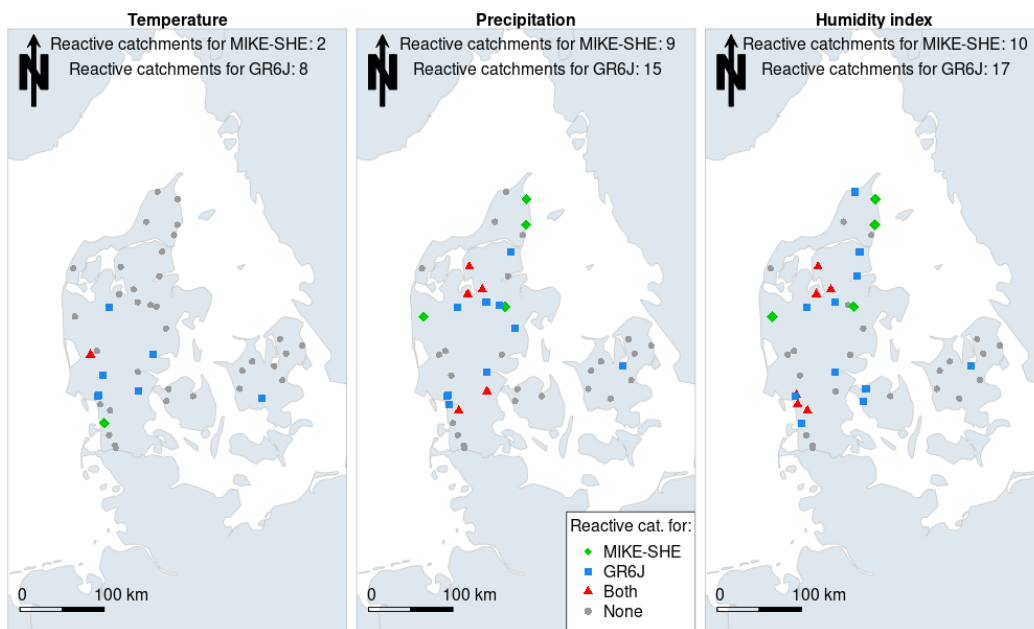 Temperature
Reactive catchments for MIKE-SHE: 2
Reactive catchments for GR6J: 8
N
0 100 km
Precipitation
Reactive catchments for MIKE-SHE: 9
Reactive catchments for GR6J: 15
N
0 100 km
Reactive cat. for:
MIKE-SHE
GR6J
Both
None
Humidity index
Reactive catchments for MIKE-SHE: 10
Reactive catchments for GR6J: 17
N
0 100 km